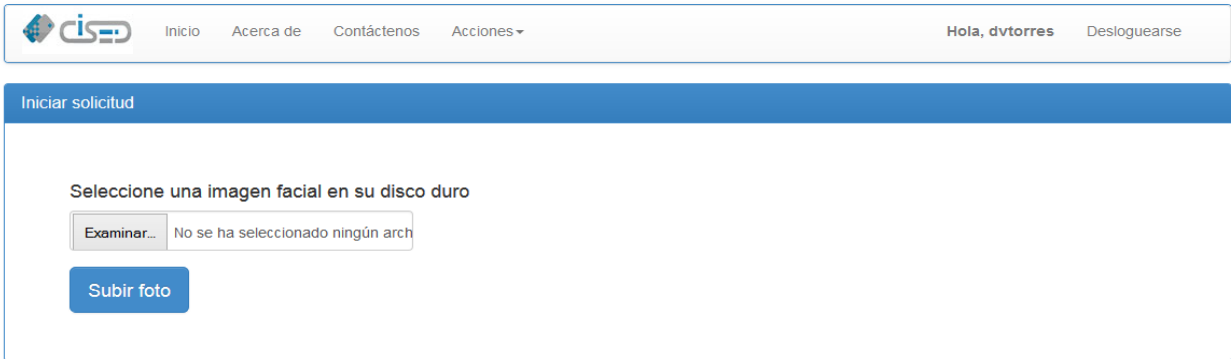 CISED Inicio Acerca de Contáctenos Acciones Hola, dvtorres Desloguearse
Iniciar solicitud
Seleccione una imagen facial en su disco duro
Examinar... No se ha seleccionado ningún arch
Subir foto